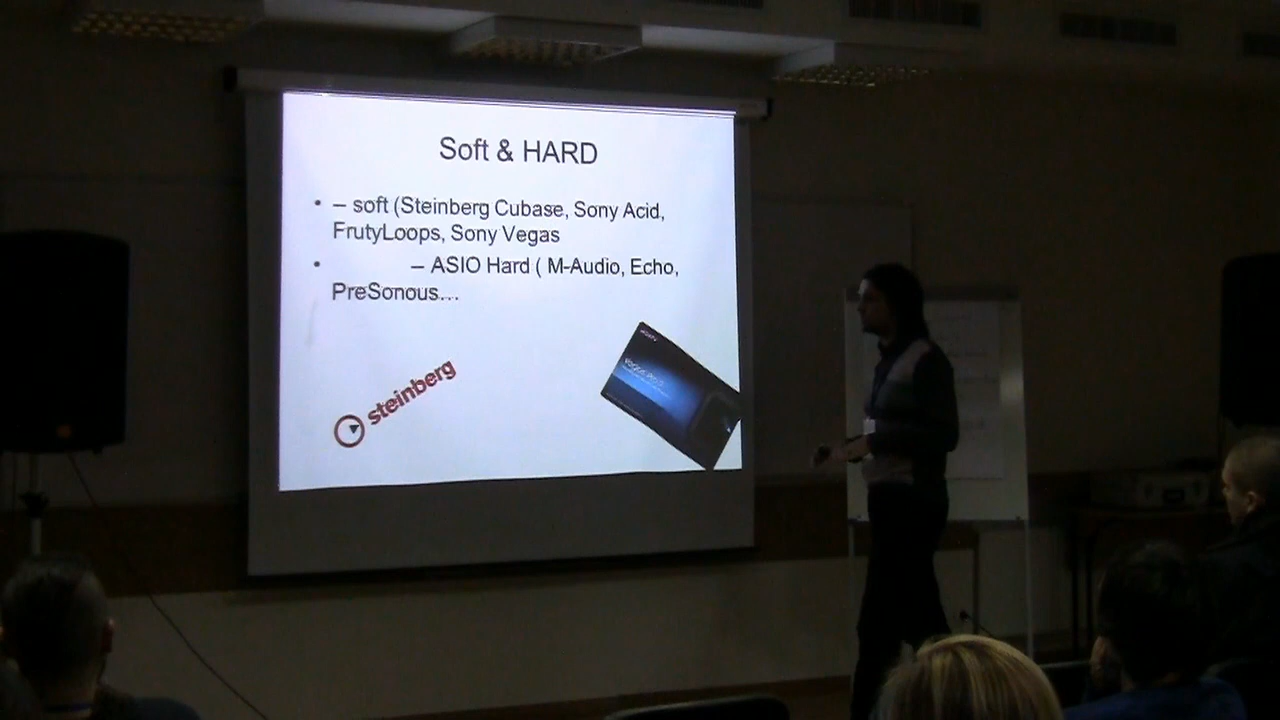 Soft & HARD
• – soft (Steinberg Cubase, Sony Acid,
FrutyLoops, Sony Vegas
• – ASIO Hard ( M-Audio, Echo,
PreSonous...
steinberg